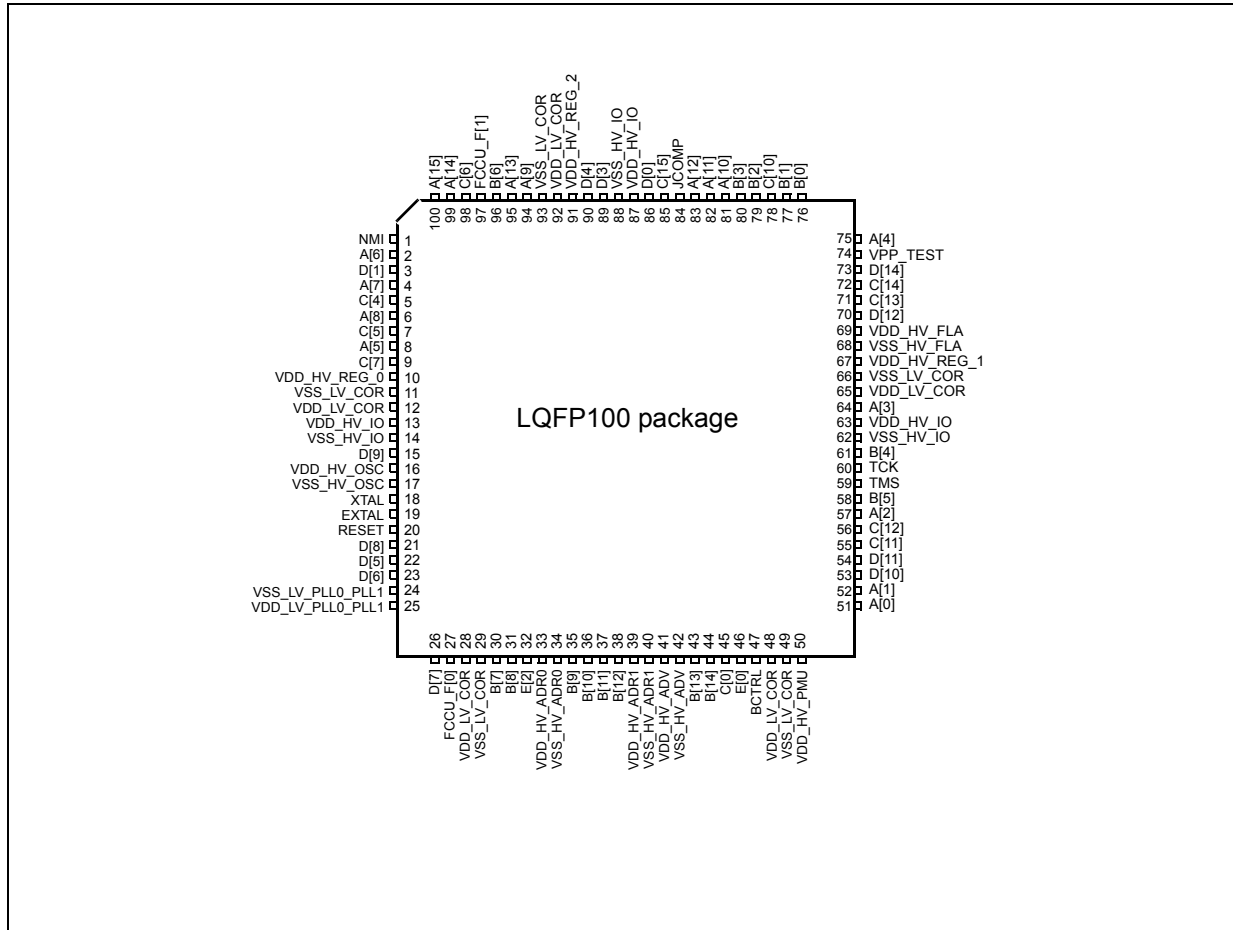 A[15]
A[14]
C[6]
FCCU_F[1]
B[6]
A[13]
A[9]
VSS_LV_COR
VDD_LV_COR
VDD_HV_REG_2
D[4]
D[3]
VSS_HV_IO
VDD_HV_IO
D[0]
C[15]
JCOMP
A[12]
A[11]
A[10]
B[3]
B[2]
C[10]
B[1]
B[0]
100 99 98 97 96 95 94 93 92 91 90 89 88 87 86 85 84 83 82 81 80 79 78 77 76
NMI 1
A[6] 2
D[1] 3
A[7] 4
C[4] 5
A[8] 6
C[5] 7
A[5] 8
C[7] 9
VDD_HV_REG_0 10
VSS_LV_COR 11
VDD_LV_COR 12
VDD_HV_IO 13
VSS_HV_IO 14
D[9] 15
VDD_HV_OSC 16
VSS_HV_OSC 17
XTAL 18
EXTAL 19
RESET 20
D[8] 21
D[5] 22
D[6] 23
VSS_LV_PLL0_PLL1 24
VDD_LV_PLL0_PLL1 25
LQFP100 package
75 A[4]
74 VPP_TEST
73 D[14]
72 C[14]
71 C[13]
70 D[12]
69 VDD_HV_FLA
68 VSS_HV_FLA
67 VDD_HV_REG_1
66 VSS_LV_COR
65 VDD_LV_COR
64 A[3]
63 VDD_HV_IO
62 VSS_HV_IO
61 B[4]
60 TCK
59 TMS
58 B[5]
57 A[2]
56 C[12]
55 C[11]
54 D[11]
53 D[10]
52 A[1]
51 A[0]
26 27 28 29 30 31 32 33 34 35 36 37 38 39 40 41 42 43 44 45 46 47 48 49 50
D[7]
FCCU_F[0]
VDD_LV_COR
VSS_LV_COR
B[7]
B[8]
E[2]
VDD_HV_ADR0
VSS_HV_ADR0
B[9]
B[10]
B[11]
B[12]
VDD_HV_ADR1
VSS_HV_ADR1
VDD_HV_ADV
VSS_HV_ADV
B[13]
B[14]
C[0]
E[0]
BCTRL
VDD_LV_COR
VSS_LV_COR
VDD_HV_PMU